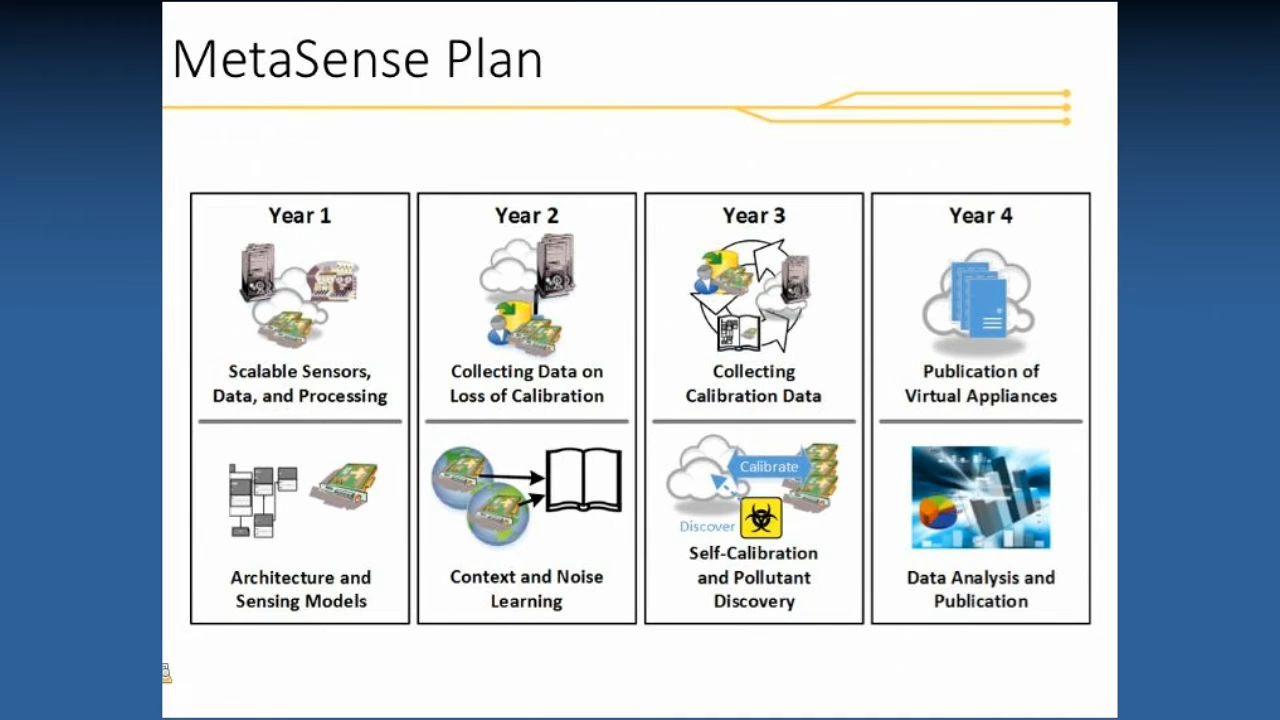 MetaSense Plan
Year 1
Scalable Sensors,
Data, and Processing
Architecture and
Sensing Models
Year 2
Collecting Data on
Loss of Calibration
Context and Noise
Learning
Year 3
Collecting
Calibration Data
Calibrate
Discover
Self-Calibration
and Pollutant
Discovery
Year 4
Publication of
Virtual Appliances
Data Analysis and
Publication